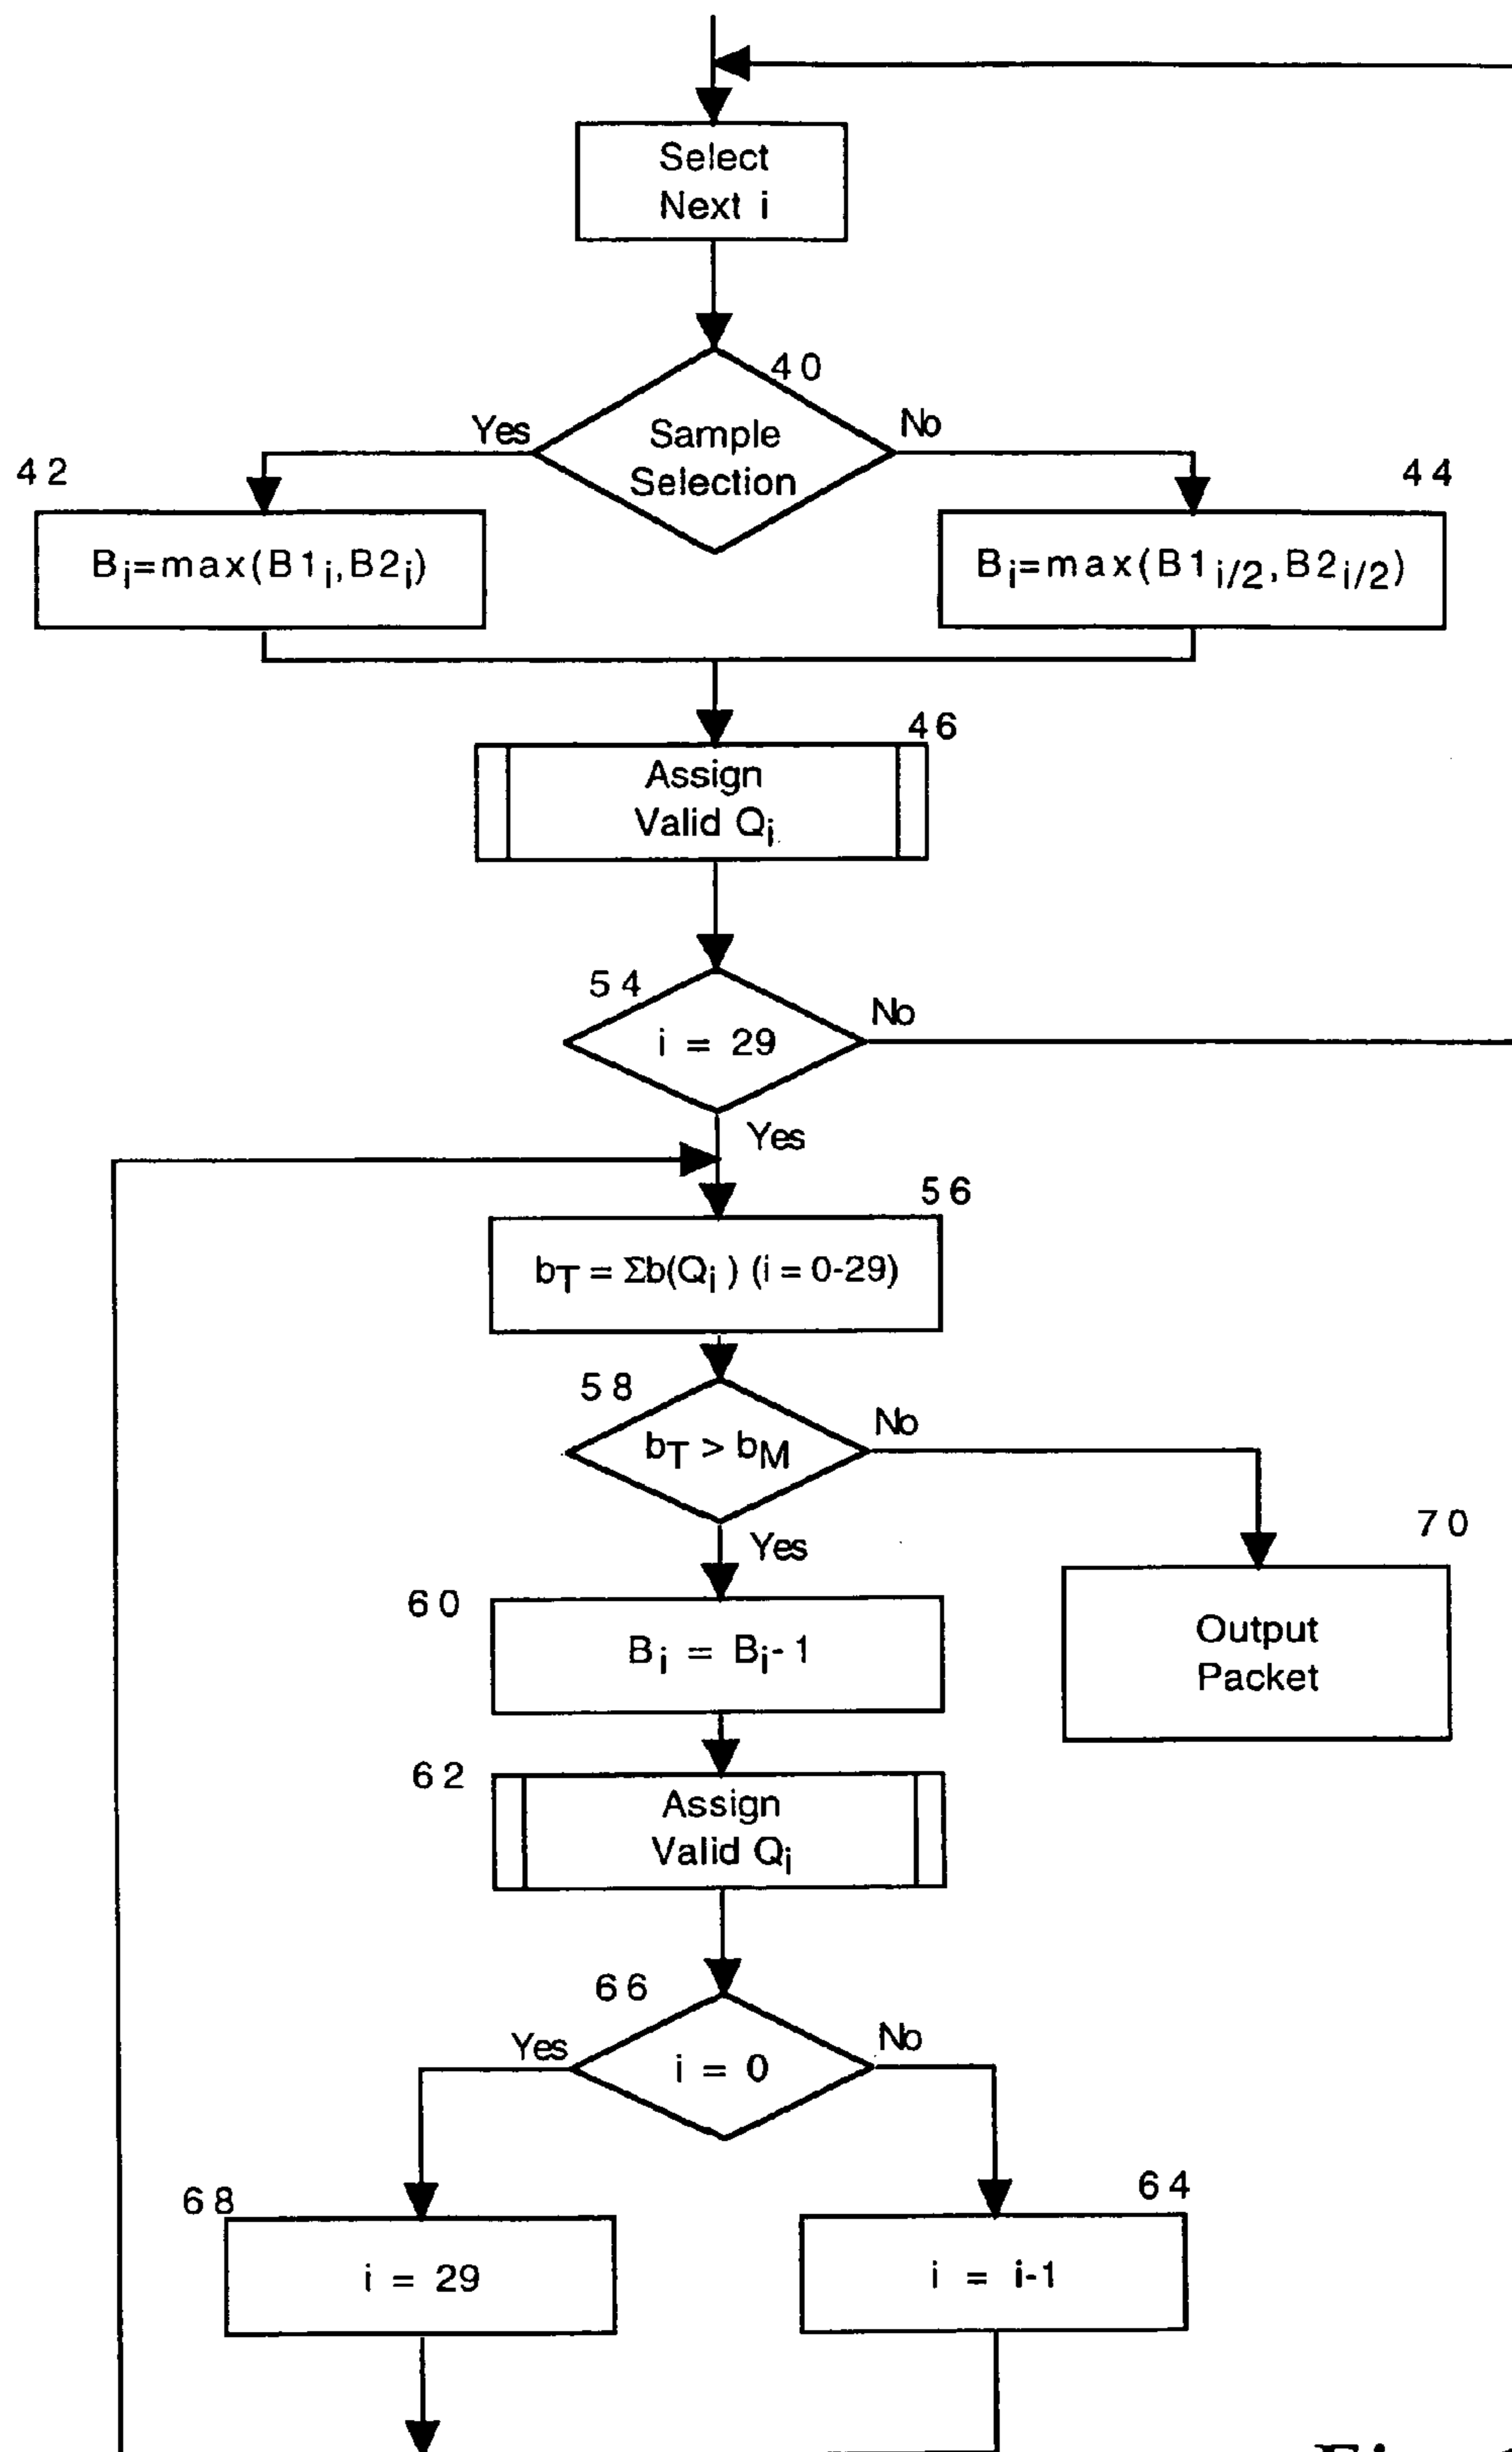 Select
Next i
40
Yes
Sample
Selection
No
42
44
Bi=max(B1i,B2i)
Bi=max(B1i/2,B2i/2)
46
Assign
Valid Qi
54
i = 29
No
Yes
56
bT = Σb(Qi) (i = 0-29)
58
bT > bM
No
Yes
70
60
Bi = Bi-1
Output
Packet
62
Assign
Valid Qi
66
Yes
i = 0
No
68
64
i = 29
i = i-1